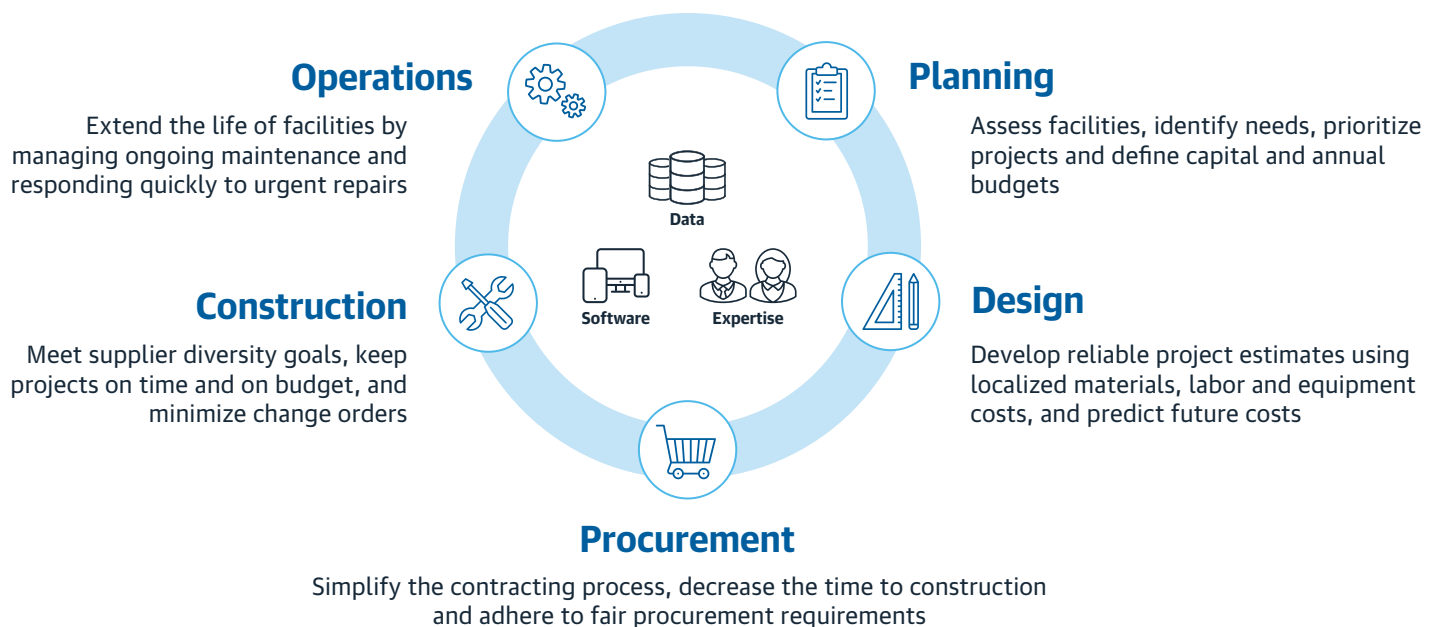 Operations
Extend the life of facilities by
managing ongoing maintenance and
responding quickly to urgent repairs
Planning
Assess facilities, identify needs, prioritize
projects and define capital and annual
budgets
Data
Software
Expertise
Construction
Meet supplier diversity goals, keep
projects on time and on budget, and
minimize change orders
Design
Develop reliable project estimates using
localized materials, labor and equipment
costs, and predict future costs
Procurement
Simplify the contracting process, decrease the time to construction
and adhere to fair procurement requirements